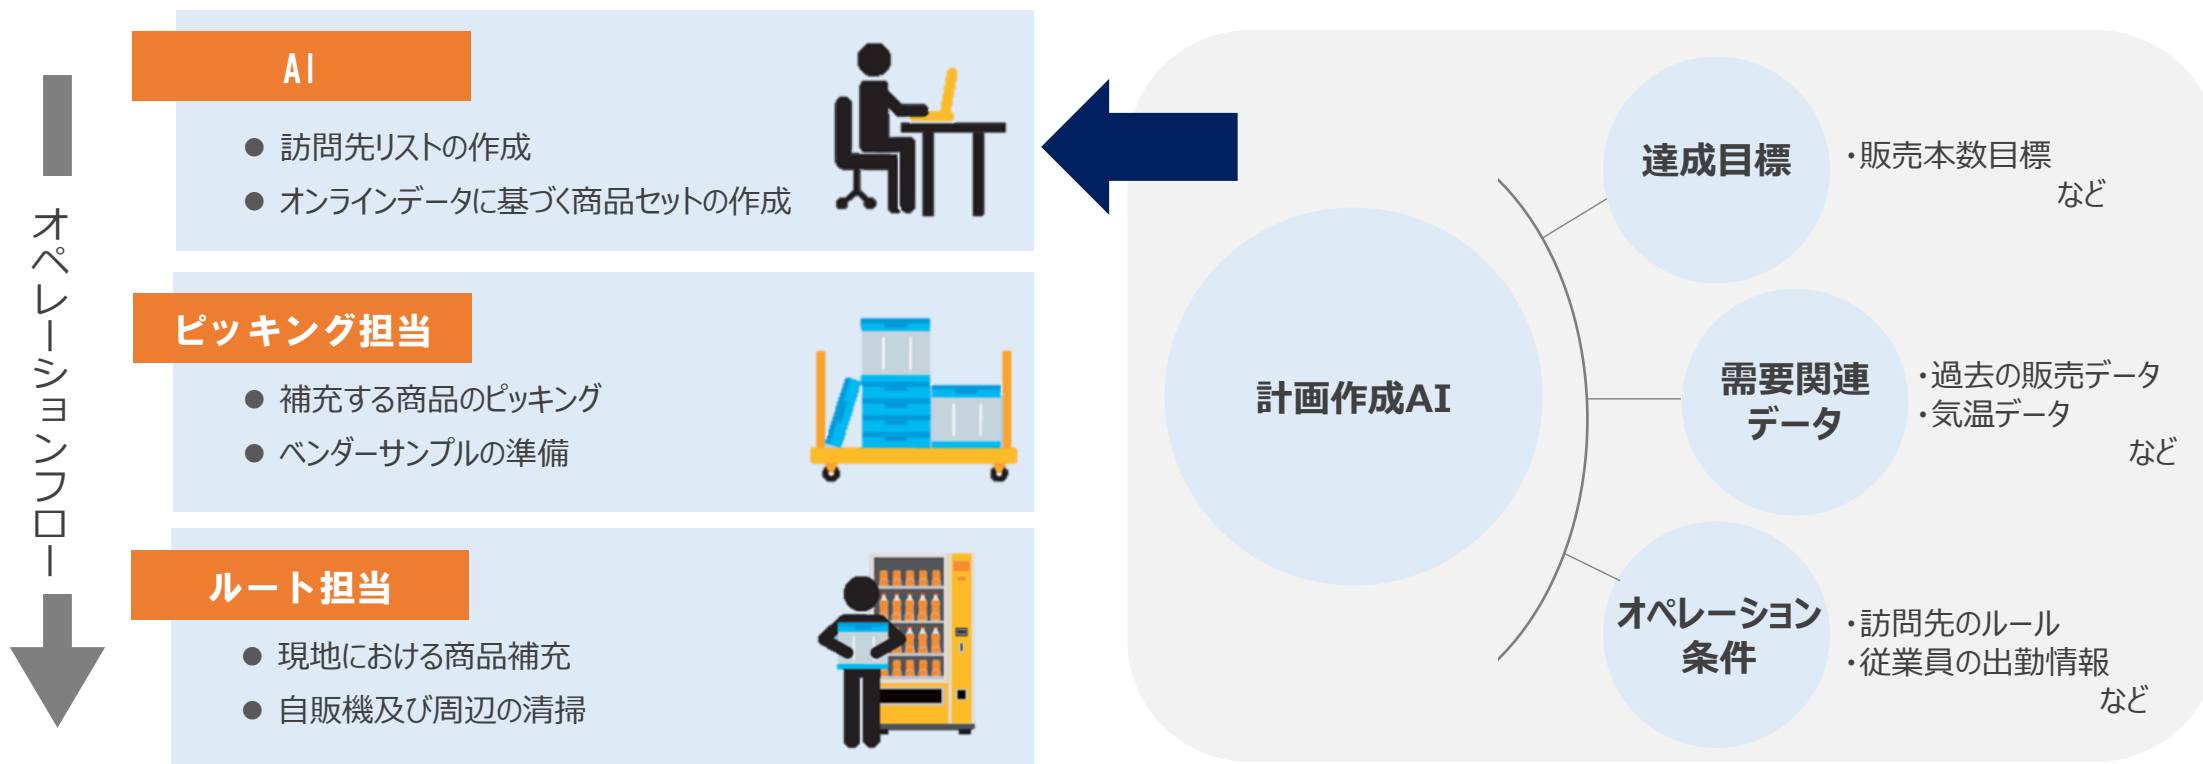 オペレーションフロー
AI
● 訪問先リストの作成
● オンラインデータに基づく商品セットの作成
ピッキング担当
● 補充する商品のピッキング
● ベンダーサンプルの準備
ルート担当
● 現地における商品補充
● 自販機及び周辺の清掃
計画作成AI
達成目標
・販売本数目標
など
需要関連
データ
・過去の販売データ
・気温データ
など
オペレーション
条件
・訪問先のルール
・従業員の出勤情報
など